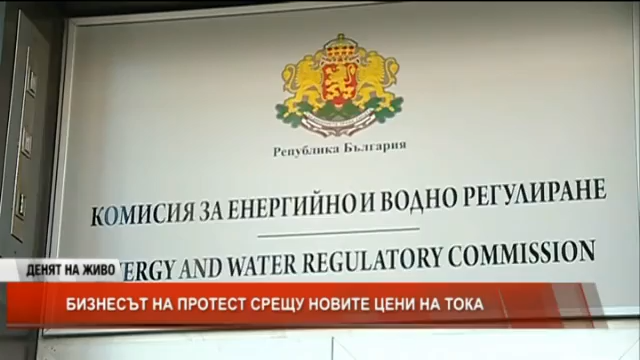 Република България
КОМИСИЯ ЗА ЕНЕРГИЙНО И ВОДНО РЕГУЛИРАНЕ
AND WATER REGULATORY COMMISSION
ДЕНЯТ НА ЖИВО
БИЗНЕСЪТ НА ПРОТЕСТ СРЕЩУ НОВИТЕ ЦЕНИ НА ТОКА